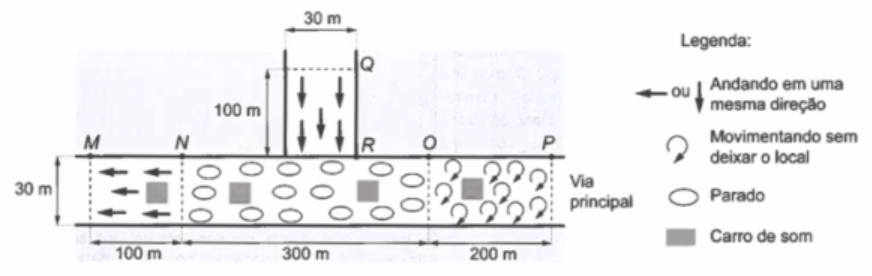 30 m
Legenda:
Q
ou
Andando em uma
mesma direção
100 m
Movimentando sem
deixar o local
M
N
R
O
P
30 m
Via
principal
Parado
Carro de som
100 m
300 m
200 m